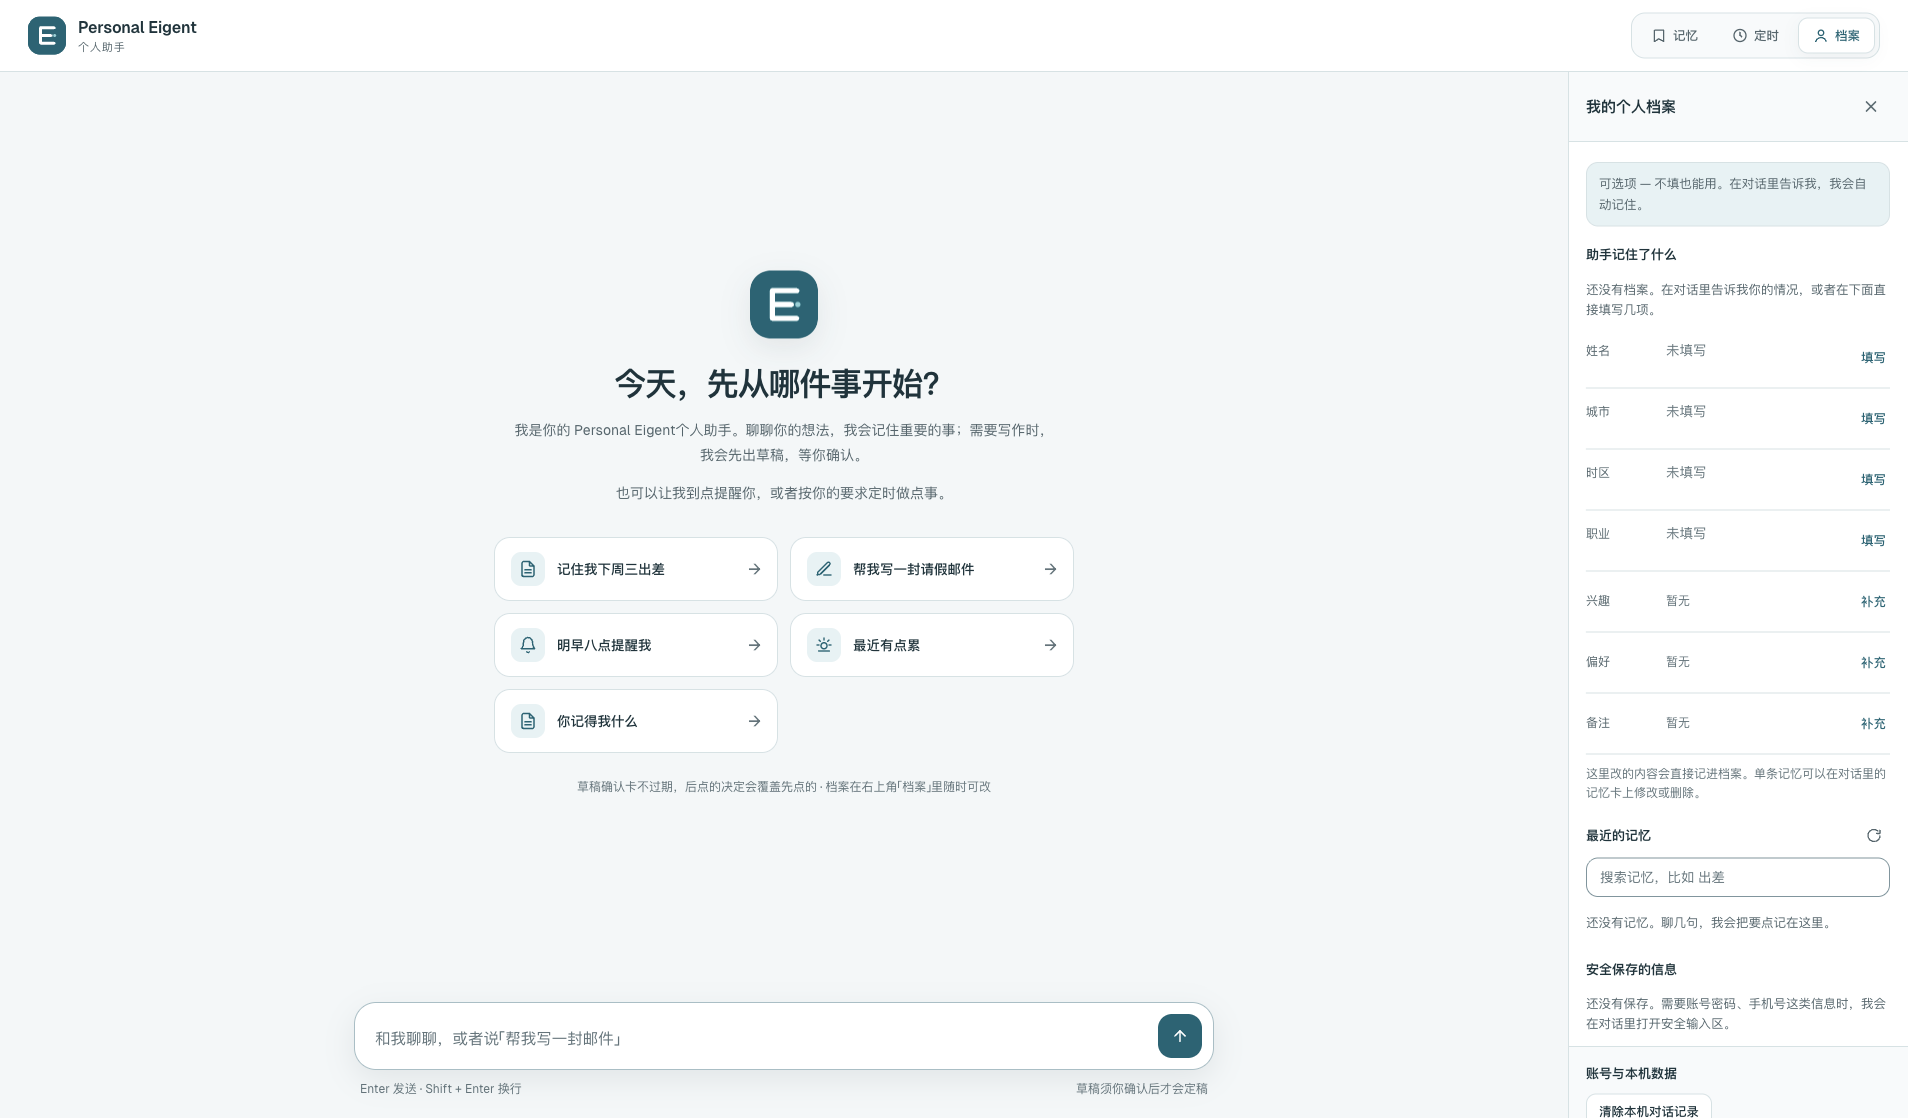 Personal Eigent
个人助手
记忆
定时
档案
今天，先从哪件事开始？
我是你的 Personal Eigent个人助手。聊聊你的想法，我会记住重要的事；需要写作时，
我会先出草稿，等你确认。
也可以让我到点提醒你，或者按你的要求定时做点事。
记住我下周三出差
帮我写一封请假邮件
明早八点提醒我
最近有点累
你记得我什么
草稿确认卡不过期，后点的决定会覆盖先点的 · 档案在右上角「档案」里随时可改
和我聊聊，或者说「帮我写一封邮件」
Enter 发送 · Shift + Enter 换行
草稿须你确认后才会定稿
我的个人档案
可选项 — 不填也能用。在对话里告诉我，我会自
动记住。
助手记住了什么
还没有档案。在对话里告诉我你的情况，或者在下面直
接填写几项。
姓名 未填写 填写
城市 未填写 填写
时区 未填写 填写
职业 未填写 填写
兴趣 暂无 补充
偏好 暂无 补充
备注 暂无 补充
这里改的内容会直接记进档案。单条记忆可以在对话里的
记忆卡上修改或删除。
最近的记忆
搜索记忆，比如 出差
还没有记忆。聊几句，我会把要点记在这里。
安全保存的信息
还没有保存。需要账号密码、手机号这类信息时，我会
在对话里打开安全输入区。
账号与本机数据
清除本机对话记录